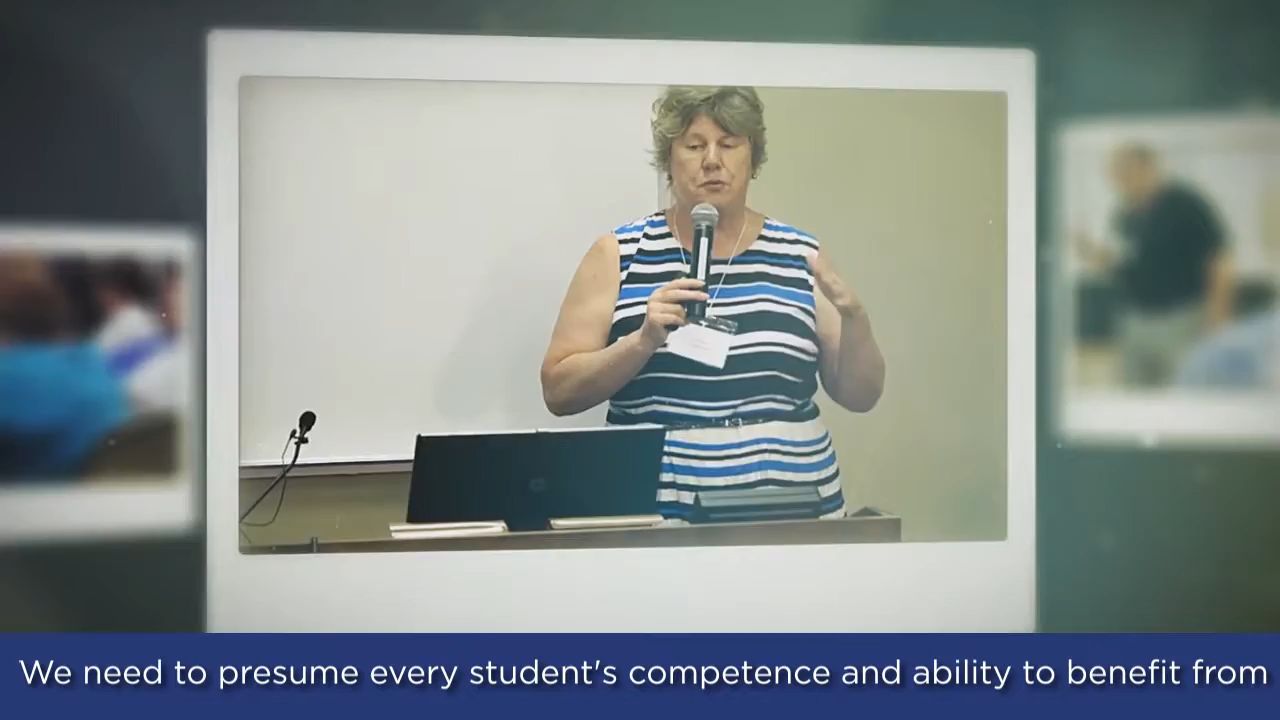 We need to presume every student's competence and ability to benefit from